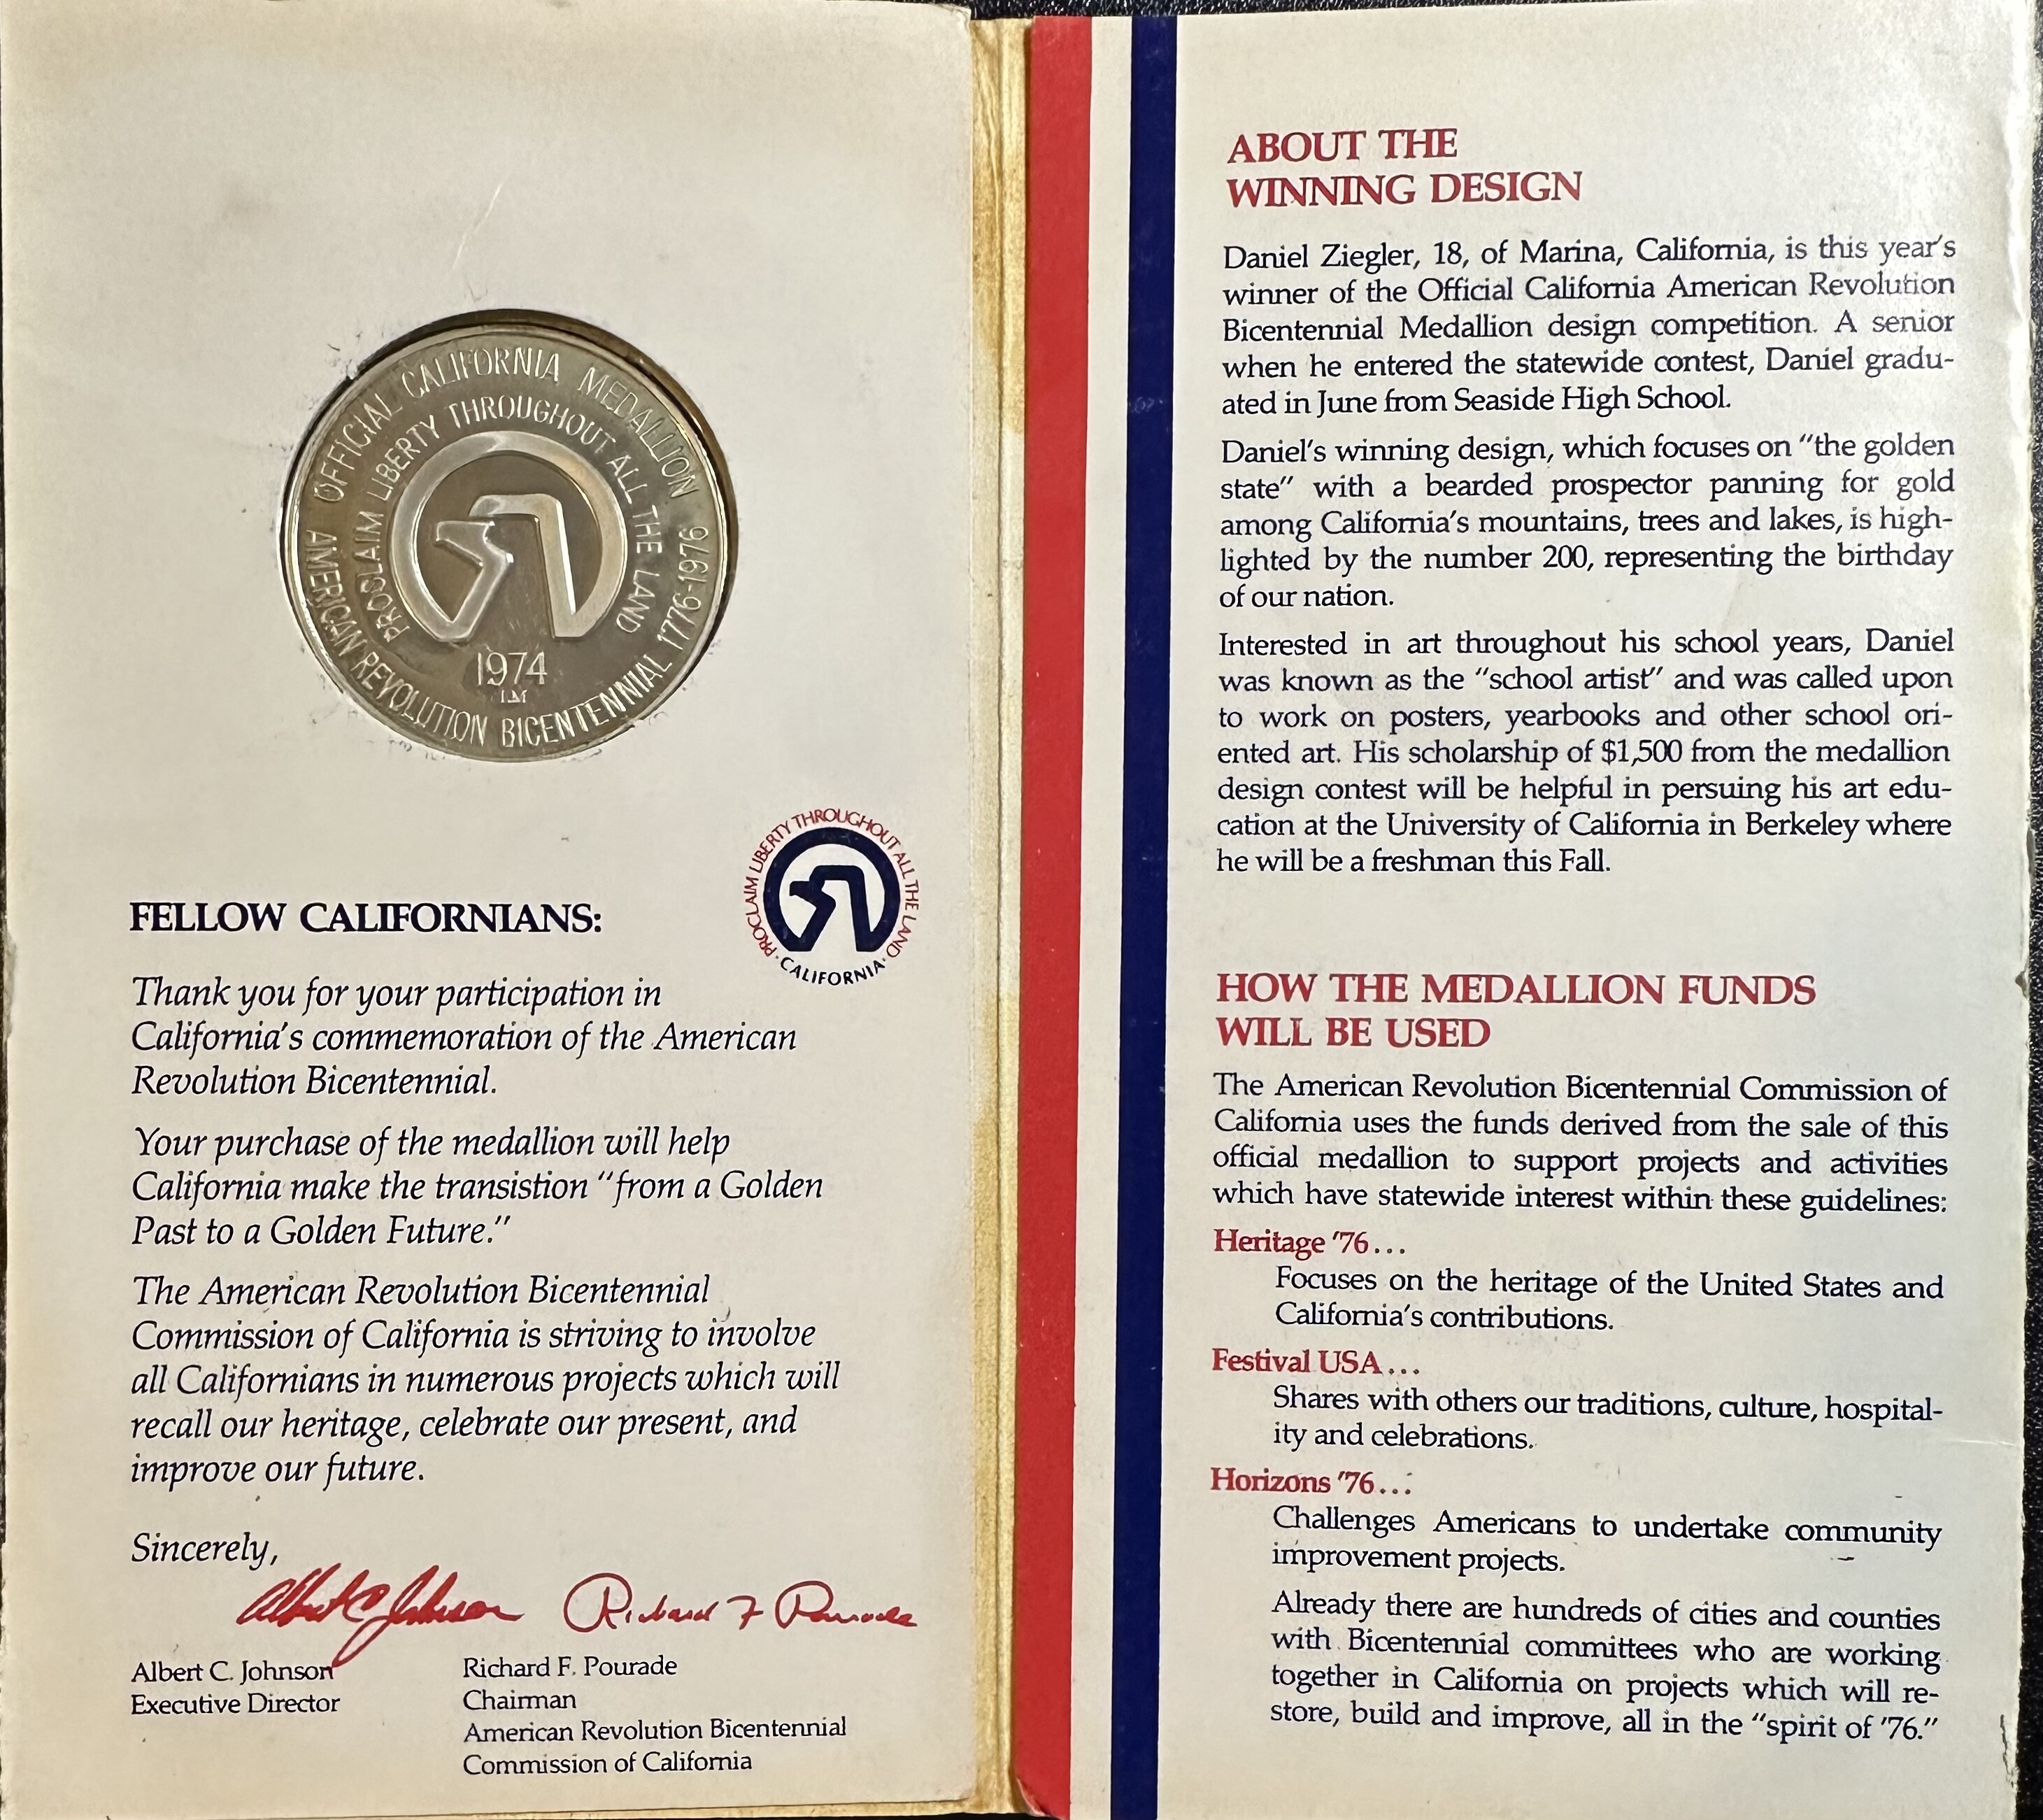 OFFICIAL CALIFORNIA MEDALLION
AMERICAN REVOLUTION BICENTENNIAL 1776-1976
PROCLAIM LIBERTY THROUGHOUT ALL THE LAND
1974
LM
PROCLAIM LIBERTY THROUGHOUT ALL THE LAND
· CALIFORNIA ·
FELLOW CALIFORNIANS:
Thank you for your participation in
California's commemoration of the American
Revolution Bicentennial.
Your purchase of the medallion will help
California make the transistion "from a Golden
Past to a Golden Future."
The American Revolution Bicentennial
Commission of California is striving to involve
all Californians in numerous projects which will
recall our heritage, celebrate our present, and
improve our future.
Sincerely,
Albert C. Johnson
Richard F. Pourade
Albert C. Johnson
Executive Director
Richard F. Pourade
Chairman
American Revolution Bicentennial
Commission of California
ABOUT THE
WINNING DESIGN
Daniel Ziegler, 18, of Marina, California, is this year's
winner of the Official California American Revolution
Bicentennial Medallion design competition. A senior
when he entered the statewide contest, Daniel gradu-
ated in June from Seaside High School.
Daniel's winning design, which focuses on "the golden
state" with a bearded prospector panning for gold
among California's mountains, trees and lakes, is high-
lighted by the number 200, representing the birthday
of our nation.
Interested in art throughout his school years, Daniel
was known as the "school artist" and was called upon
to work on posters, yearbooks and other school ori-
ented art. His scholarship of $1,500 from the medallion
design contest will be helpful in persuing his art edu-
cation at the University of California in Berkeley where
he will be a freshman this Fall.
HOW THE MEDALLION FUNDS
WILL BE USED
The American Revolution Bicentennial Commission of
California uses the funds derived from the sale of this
official medallion to support projects and activities
which have statewide interest within these guidelines:
Heritage '76...
Focuses on the heritage of the United States and
California's contributions.
Festival USA...
Shares with others our traditions, culture, hospital-
ity and celebrations.
Horizons '76...
Challenges Americans to undertake community
improvement projects.
Already there are hundreds of cities and counties
with Bicentennial committees who are working
together in California on projects which will re-
store, build and improve, all in the "spirit of '76."